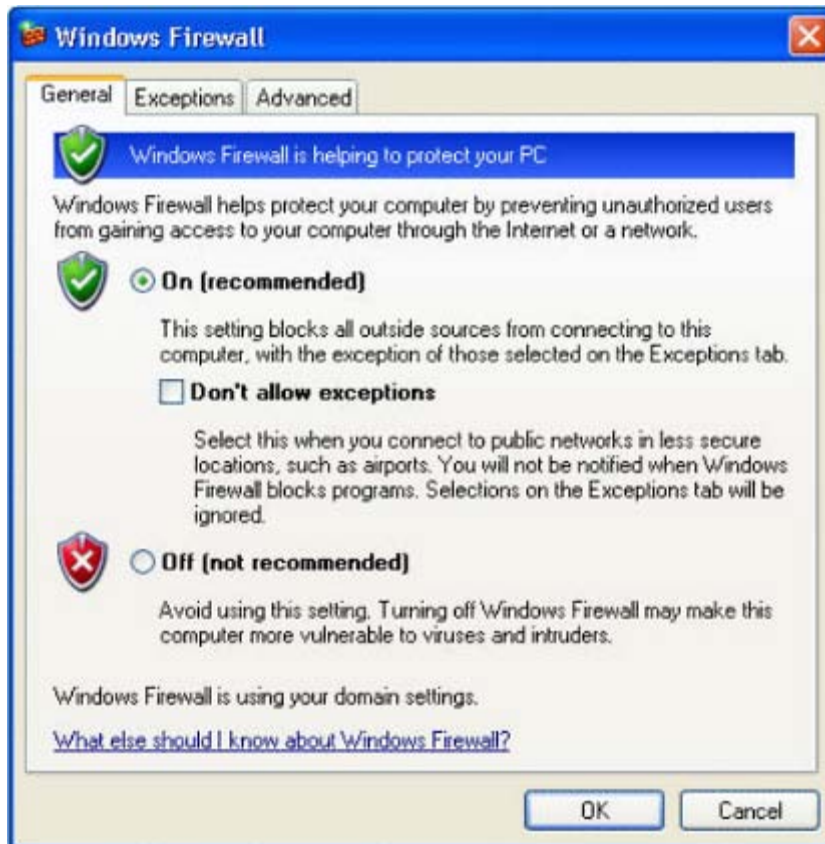 Windows Firewall
General Exceptions Advanced
Windows Firewall is helping to protect your PC
Windows Firewall helps protect your computer by preventing unauthorized users
from gaining access to your computer through the Internet or a network.
On (recommended)
This setting blocks all outside sources from connecting to this
computer, with the exception of those selected on the Exceptions tab.
Don't allow exceptions
Select this when you connect to public networks in less secure
locations, such as airports. You will not be notified when Windows
Firewall blocks programs. Selections on the Exceptions tab will be
ignored.
Off (not recommended)
Avoid using this setting. Turning off Windows Firewall may make this
computer more vulnerable to viruses and intruders.
Windows Firewall is using your domain settings.
What else should I know about Windows Firewall?
OK Cancel